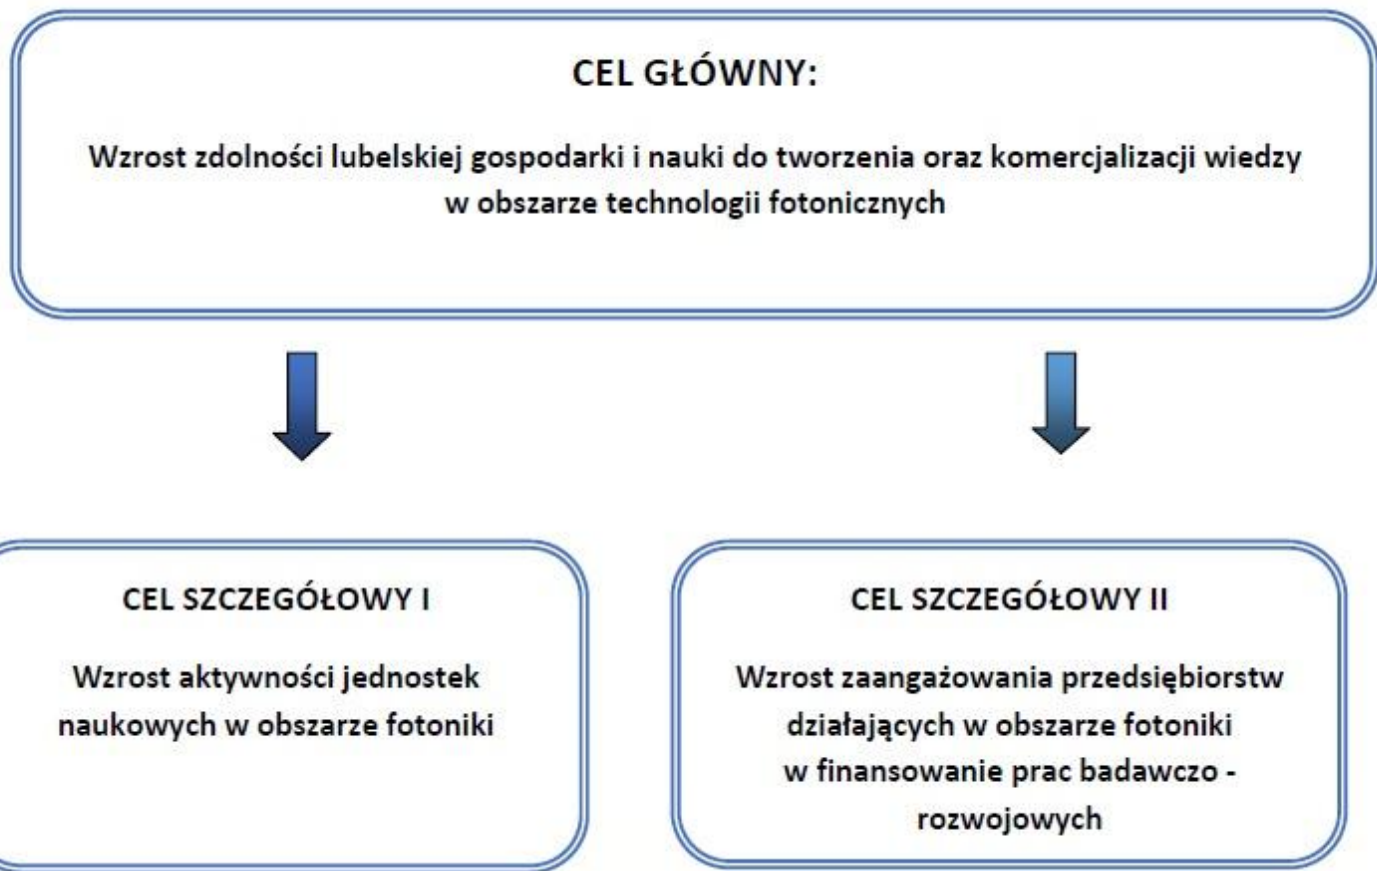 CEL GŁÓWNY:
Wzrost zdolności lubelskiej gospodarki i nauki do tworzenia oraz komercjalizacji wiedzy
w obszarze technologii fotonicznych
CEL SZCZEGÓŁOWY I
Wzrost aktywności jednostek
naukowych w obszarze fotoniki
CEL SZCZEGÓŁOWY II
Wzrost zaangażowania przedsiębiorstw
działających w obszarze fotoniki
w finansowanie prac badawczo -
rozwojowych